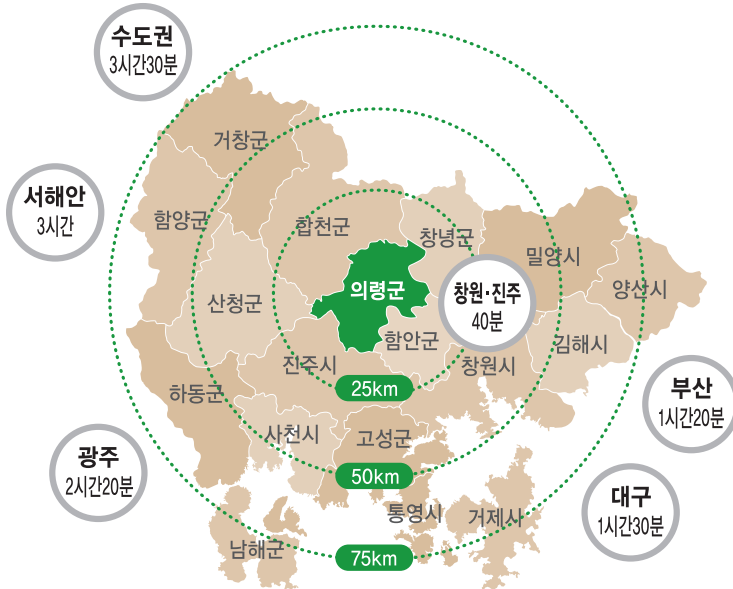 수도권
3시간30분
거창군
서해안
3시간
함양군
합천군
창녕군
밀양시
양산시
산청군
의령군
창원·진주
40분
함안군
김해시
진주시
창원시
하동군
25km
부산
1시간20분
사천시
고성군
광주
2시간20분
50km
대구
1시간30분
통영시
거제시
남해군
75km